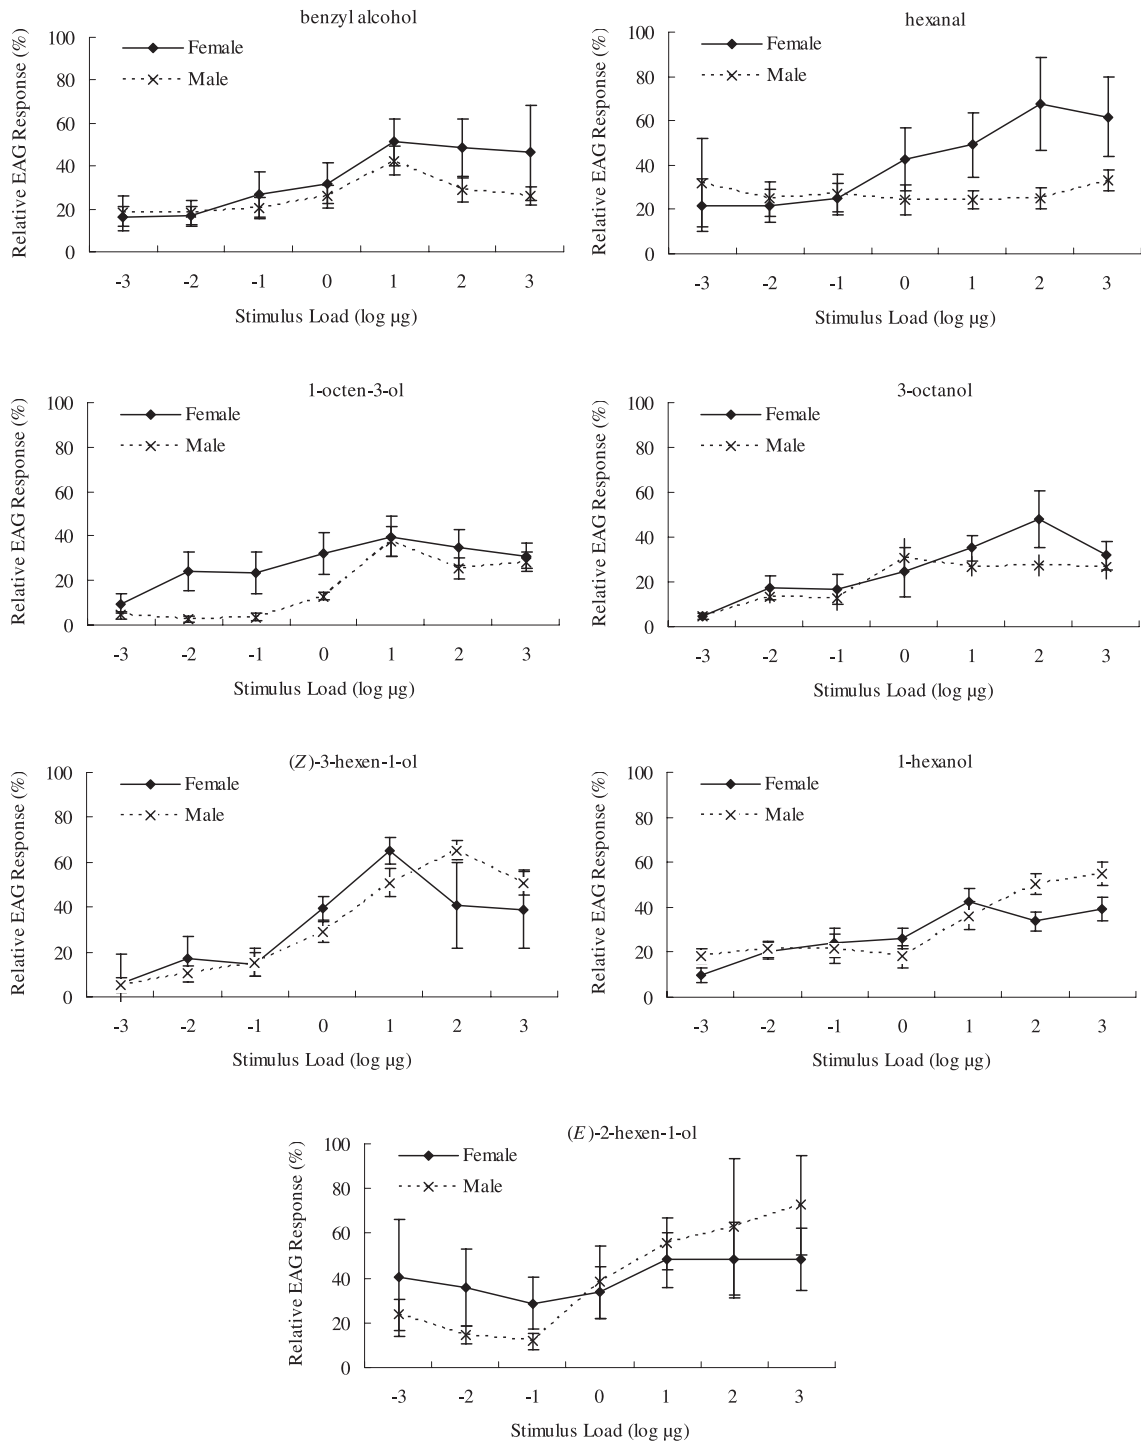 benzyl alcohol
Relative EAG Response (%)
100
80
60
40
20
0
Female
Male
-3 -2 -1 0 1 2 3
Stimulus Load (log µg)
hexanal
Relative EAG Response (%)
100
80
60
40
20
0
Female
Male
-3 -2 -1 0 1 2 3
Stimulus Load (log µg)
1-octen-3-ol
Relative EAG Response (%)
100
80
60
40
20
0
Female
Male
-3 -2 -1 0 1 2 3
Stimulus Load (log µg)
3-octanol
Relative EAG Response (%)
100
80
60
40
20
0
Female
Male
-3 -2 -1 0 1 2 3
Stimulus Load (log µg)
(Z)-3-hexen-1-ol
Relative EAG Response (%)
100
80
60
40
20
0
Female
Male
-3 -2 -1 0 1 2 3
Stimulus Load (log µg)
1-hexanol
Relative EAG Response (%)
100
80
60
40
20
0
Female
Male
-3 -2 -1 0 1 2 3
Stimulus Load (log µg)
(E)-2-hexen-1-ol
Relative EAG Response (%)
100
80
60
40
20
0
Female
Male
-3 -2 -1 0 1 2 3
Stimulus Load (log µg)